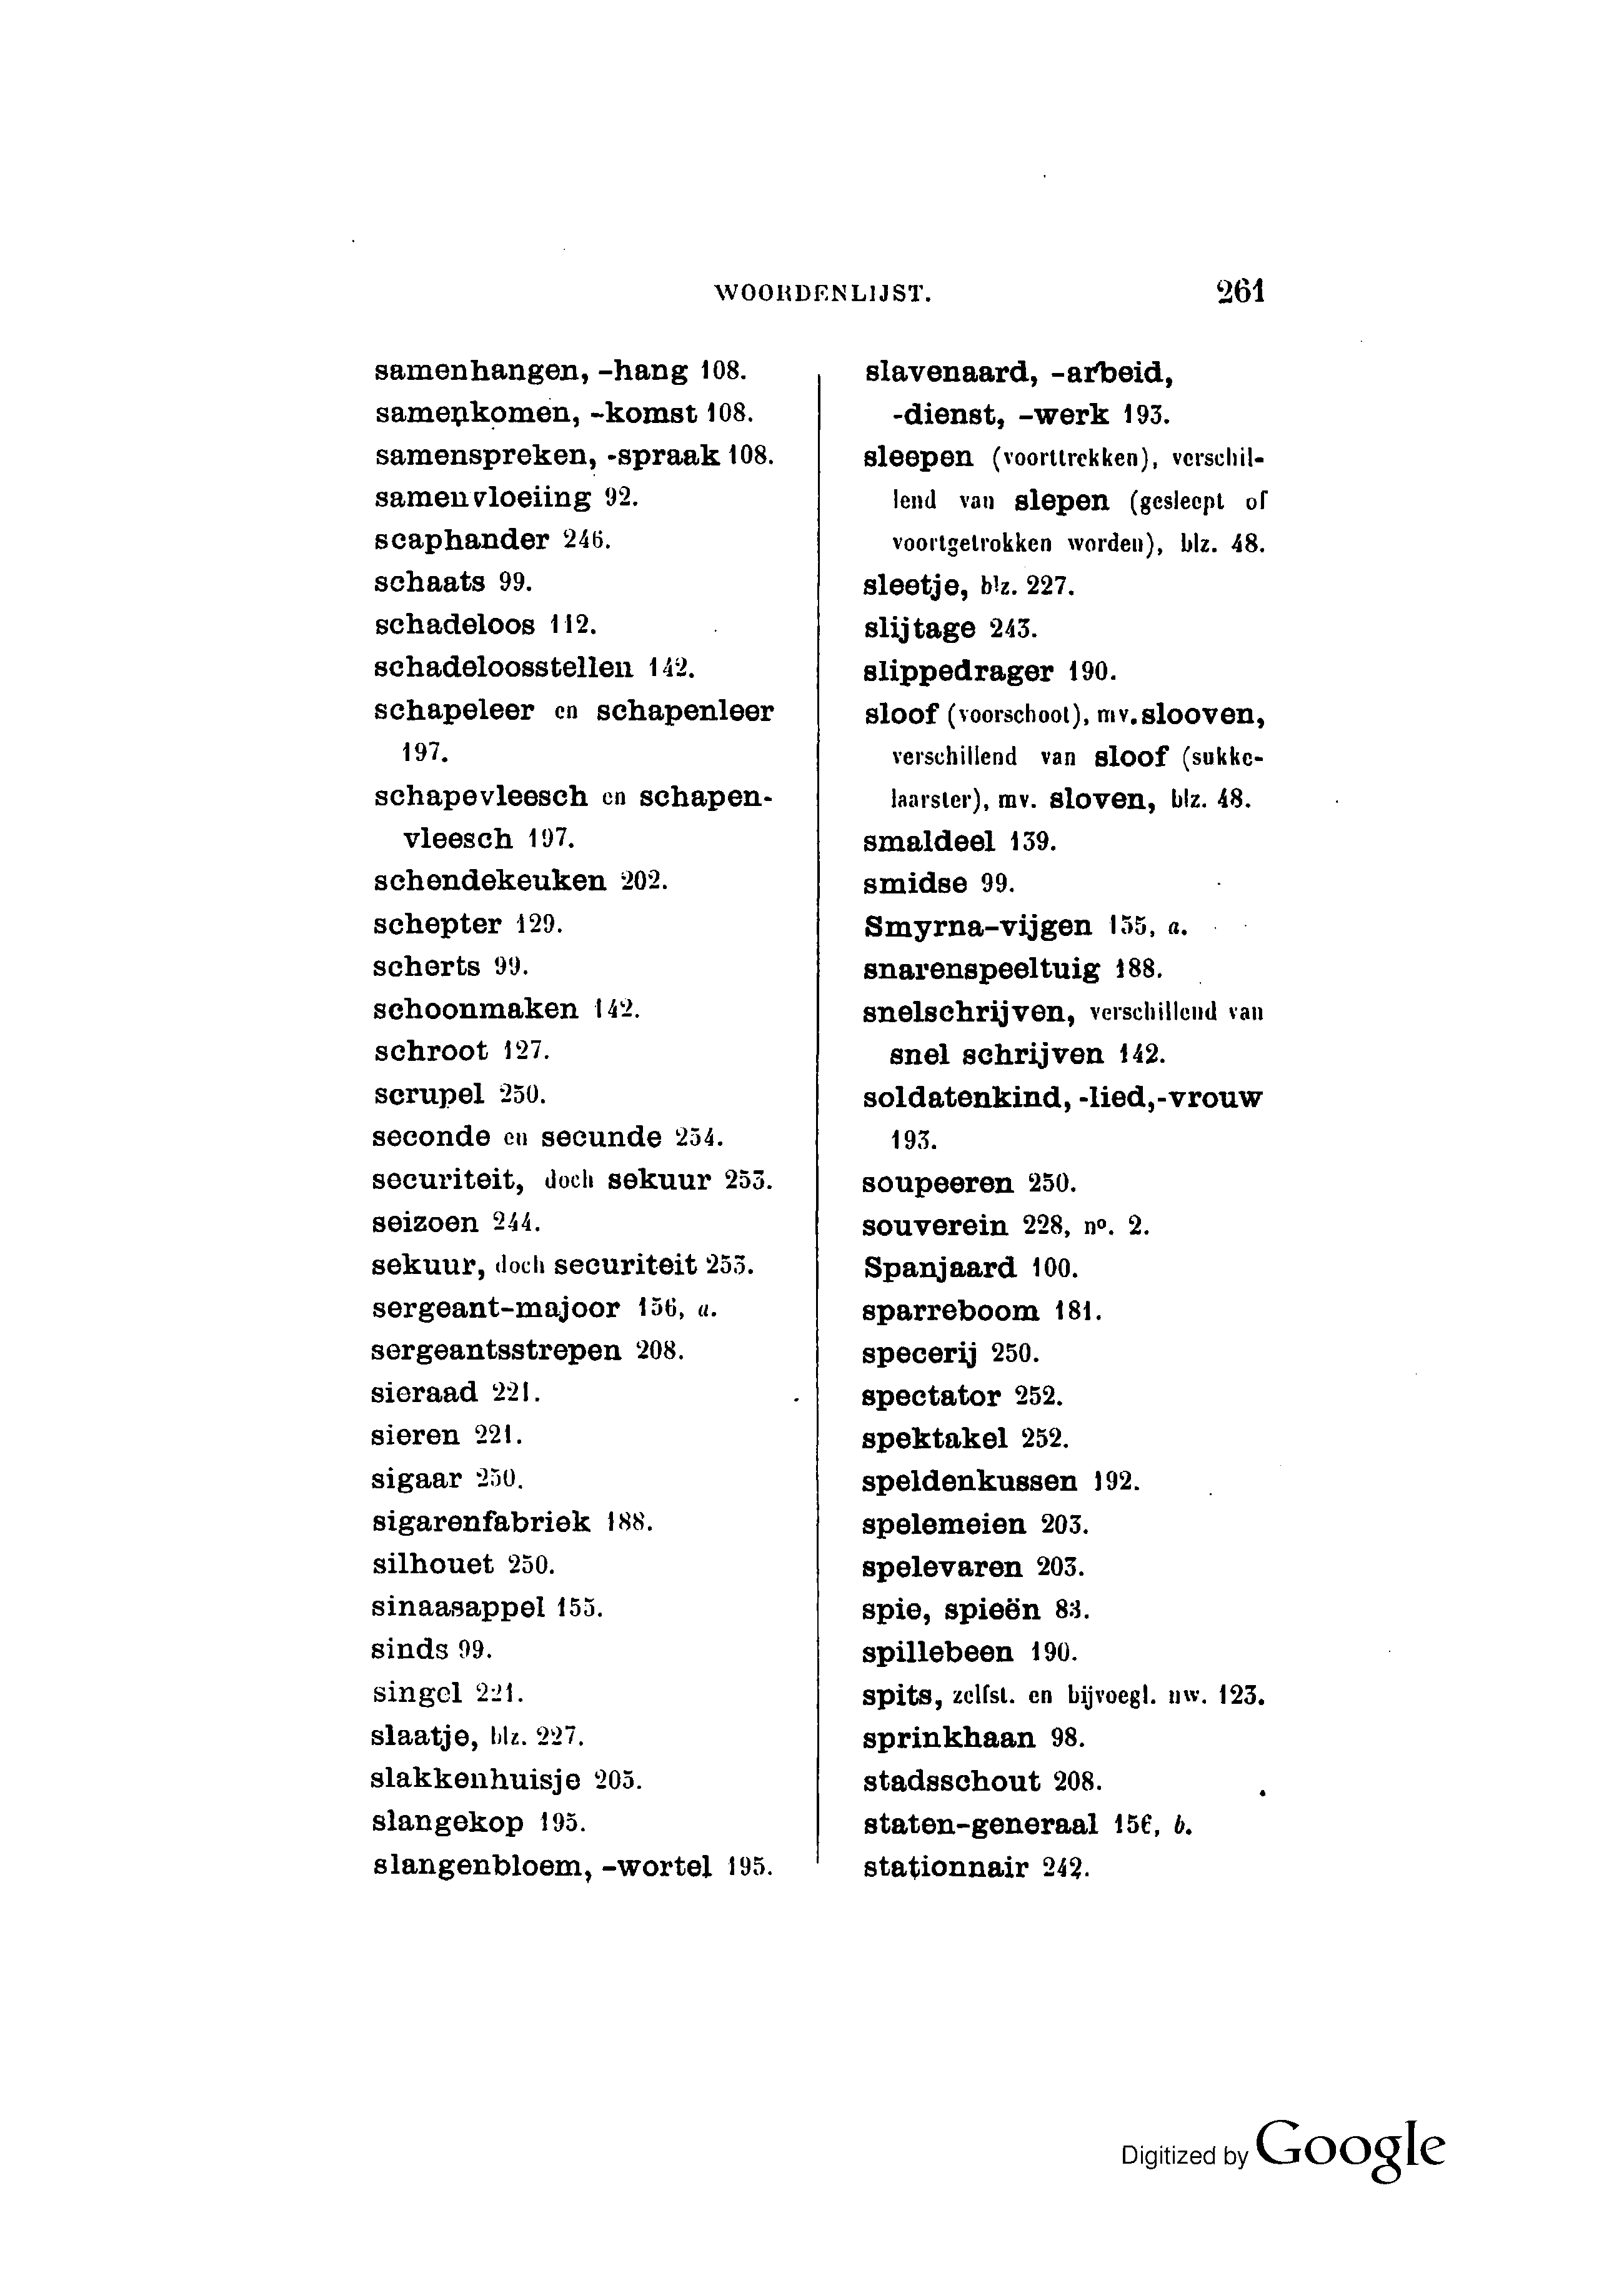 WOORDENLIJST. 261
samenhangen, -hang 108.
samenkomen, -komst 108.
samenspreken, -spraak 108.
samenvloeiing 92.
scaphander 246.
schaats 99.
schadeloos 112.
schadeloosstellen 142.
schapeleer en schapenleer
197.
schapevleesch en schapen-
vleesch 197.
schendekeuken 202.
schepter 129.
scherts 99.
schoonmaken 142.
schroot 127.
scrupel 250.
seconde en secunde 254.
securiteit, doch sekuur 253.
seizoen 244.
sekuur, doch securiteit 253.
sergeant-majoor 156, a.
sergeantsstrepen 208.
sieraad 221.
sieren 221.
sigaar 250.
sigarenfabriek 188.
silhouet 250.
sinaasappel 155.
sinds 99.
singel 221.
slaatje, blz. 227.
slakkenhuisje 205.
slangekop 195.
slangenbloem, -wortel 195.
slavenaard, -arbeid,
-dienst, -werk 193.
sleepen (voorttrekken), verschil-
lend van slepen (gesleept of
voortgetrokken worden), blz. 48.
sleetje, blz. 227.
slijtage 243.
slippedrager 190.
sloof (voorschoot), mv. slooven,
verschillend van sloof (sukke-
laarster), mv. sloven, blz. 48.
smaldeel 139.
smidse 99.
Smyrna-vijgen 155, a.
snarenspeeltuig 188.
snelschrijven, verschillend van
snel schrijven 142.
soldatenkind, -lied, -vrouw
193.
soupeeren 250.
souverein 228, no. 2.
Spanjaard 100.
sparreboom 181.
specerij 250.
spectator 252.
spektakel 252.
speldenkussen 192.
spelemeien 203.
spelevaren 203.
spie, spieën 83.
spillebeen 190.
spits, zelfst. en bijvoegl. nw. 123.
sprinkhaan 98.
stadsschout 208.
staten-generaal 156, b.
stationnair 242.
Digitized by Google